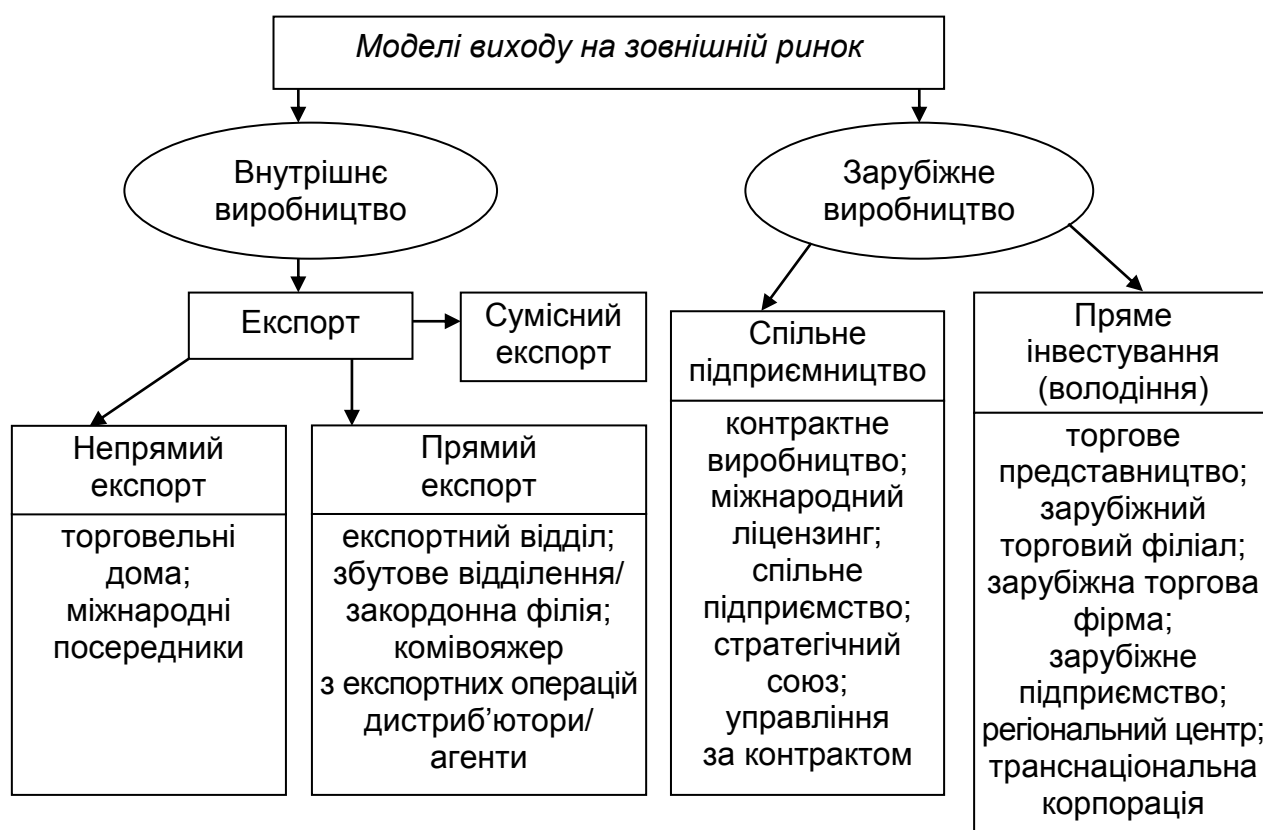 Моделі виходу на зовнішній ринок
Внутрішнє
виробництво
Зарубіжне
виробництво
Експорт
Сумісний
експорт
Непрямий
експорт
торговельні
дома;
міжнародні
посередники
Прямий
експорт
експортний відділ;
збутове відділення/
закордонна філія;
комівояжер
з експортних операцій
дистриб’ютори/
агенти
Спільне
підприємництво
контрактне
виробництво;
міжнародний
ліцензинг;
спільне
підприємство;
стратегічний
союз;
управління
за контрактом
Пряме
інвестування
(володіння)
торгове
представництво;
зарубіжний
торговий філіал;
зарубіжна торгова
фірма;
зарубіжне
підприємство;
регіональний центр;
транснаціональна
корпорація